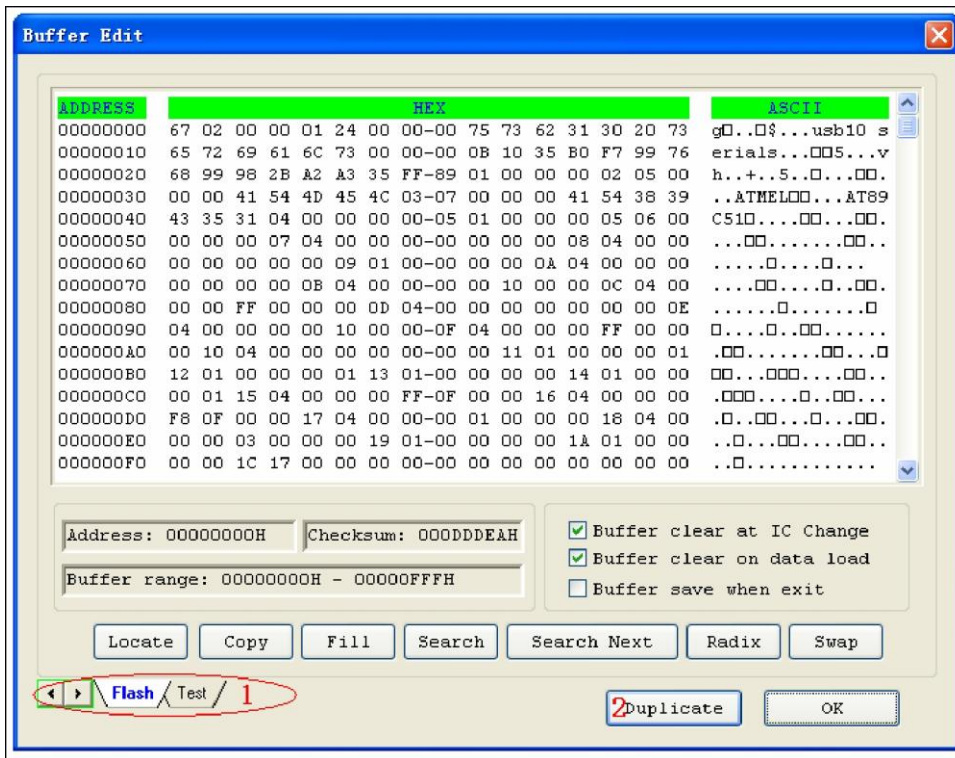 Buffer Edit
ADDRESS HEX ASCII
00000000 67 02 00 00 01 24 00 00-00 75 73 62 31 30 20 73 g□..□$...usb10 s
00000010 65 72 69 61 6C 73 00 00-00 0B 10 35 B0 F7 99 76 erials...□□5...v
00000020 68 99 98 2B A2 A3 35 FF-89 01 00 00 00 02 05 00 h..+..5..□...□□.
00000030 00 00 41 54 4D 45 4C 03-07 00 00 00 41 54 38 39 ..ATMEL□□...AT89
00000040 43 35 31 04 00 00 00 00-05 01 00 00 00 05 06 00 C51□....□□...□□.
00000050 00 00 00 07 04 00 00 00-00 00 00 00 08 04 00 00 ...□□.......□□..
00000060 00 00 00 00 00 09 01 00-00 00 00 0A 04 00 00 00 .....□....□...
00000070 00 00 00 00 0B 04 00 00-00 00 10 00 00 0C 04 00 ....□□....□..□□.
00000080 00 00 FF 00 00 00 0D 04-00 00 00 00 00 00 00 0E ......□........□
00000090 04 00 00 00 00 10 00 00-0F 04 00 00 00 FF 00 00 □....□..□□......
000000A0 00 10 04 00 00 00 00 00-00 00 11 01 00 00 00 01 .□□.......□□...□
000000B0 12 01 00 00 00 01 13 01-00 00 00 00 14 01 00 00 □□...□□□....□□..
000000C0 00 01 15 04 00 00 00 FF-0F 00 00 16 04 00 00 00 .□□□....□..□□...
000000D0 F8 0F 00 00 17 04 00 00-00 01 00 00 00 18 04 00 .□..□□...□...□□.
000000E0 00 00 03 00 00 00 19 01-00 00 00 00 1A 01 00 00 ..□...□□....□□..
000000F0 00 00 1C 17 00 00 00 00-00 00 00 00 00 00 00 00 ..□.............
Address: 00000000H Checksum: 000DDDEAH
Buffer range: 00000000H - 00000FFFH
Buffer clear at IC Change
Buffer clear on data load
Buffer save when exit
Locate Copy Fill Search Search Next Radix Swap
Flash Test 1
2 Duplicate OK